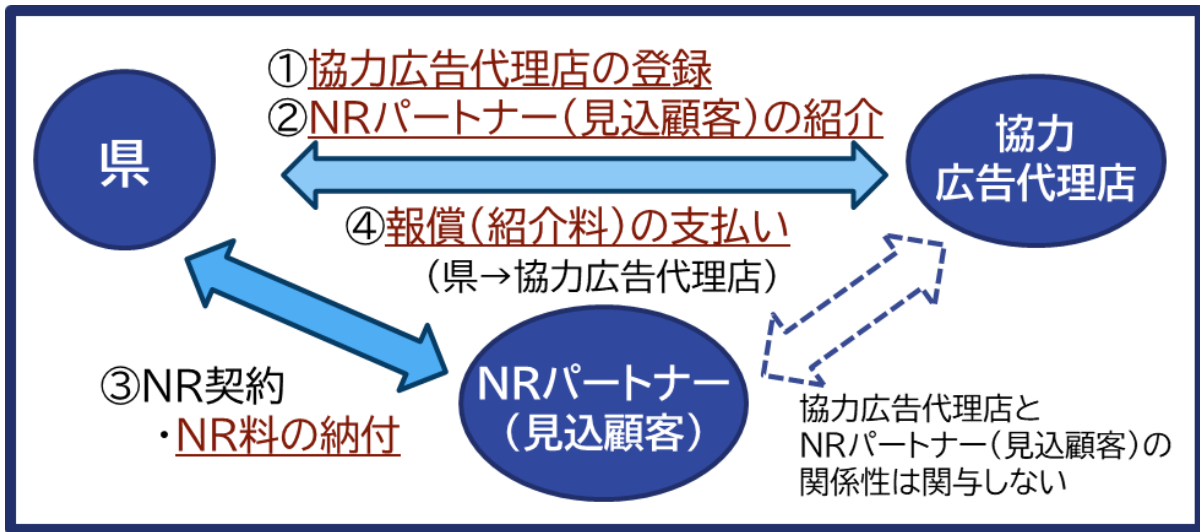 ①協力広告代理店の登録
②NRパートナー(見込顧客)の紹介
県
協力
広告代理店
④報償(紹介料)の支払い
(県→協力広告代理店)
③NR契約
・NR料の納付
NRパートナー
(見込顧客)
協力広告代理店と
NRパートナー(見込顧客)の
関係性は関与しない